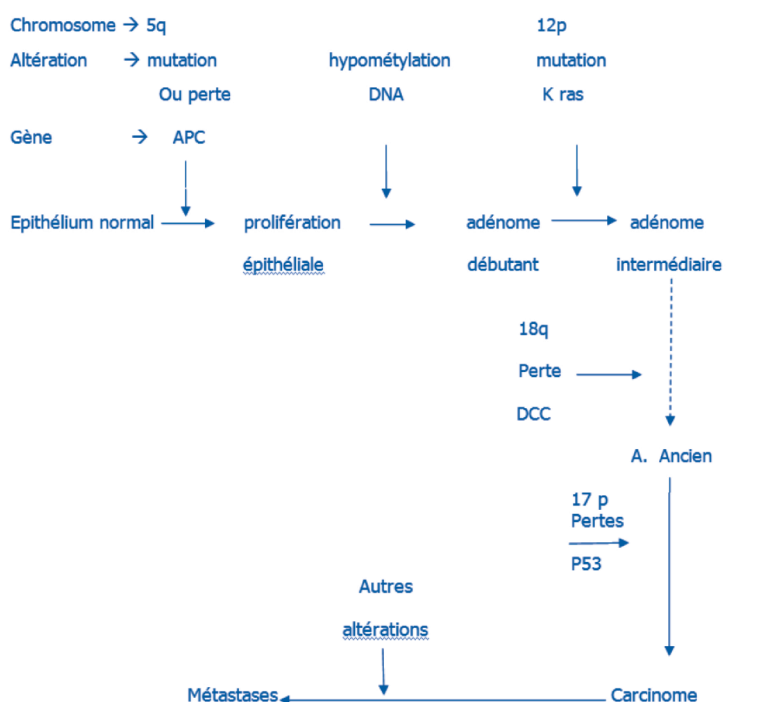 Chromosome → 5q 12p
Altération → mutation hypométylation mutation
Ou perte DNA K ras
Gène → APC
Epithélium normal prolifération adénome adénome
épithéliale débutant intermédiaire
18q
Perte
DCC
A. Ancien
17 p
Pertes
P53
Autres
altérations
Métastases Carcinome